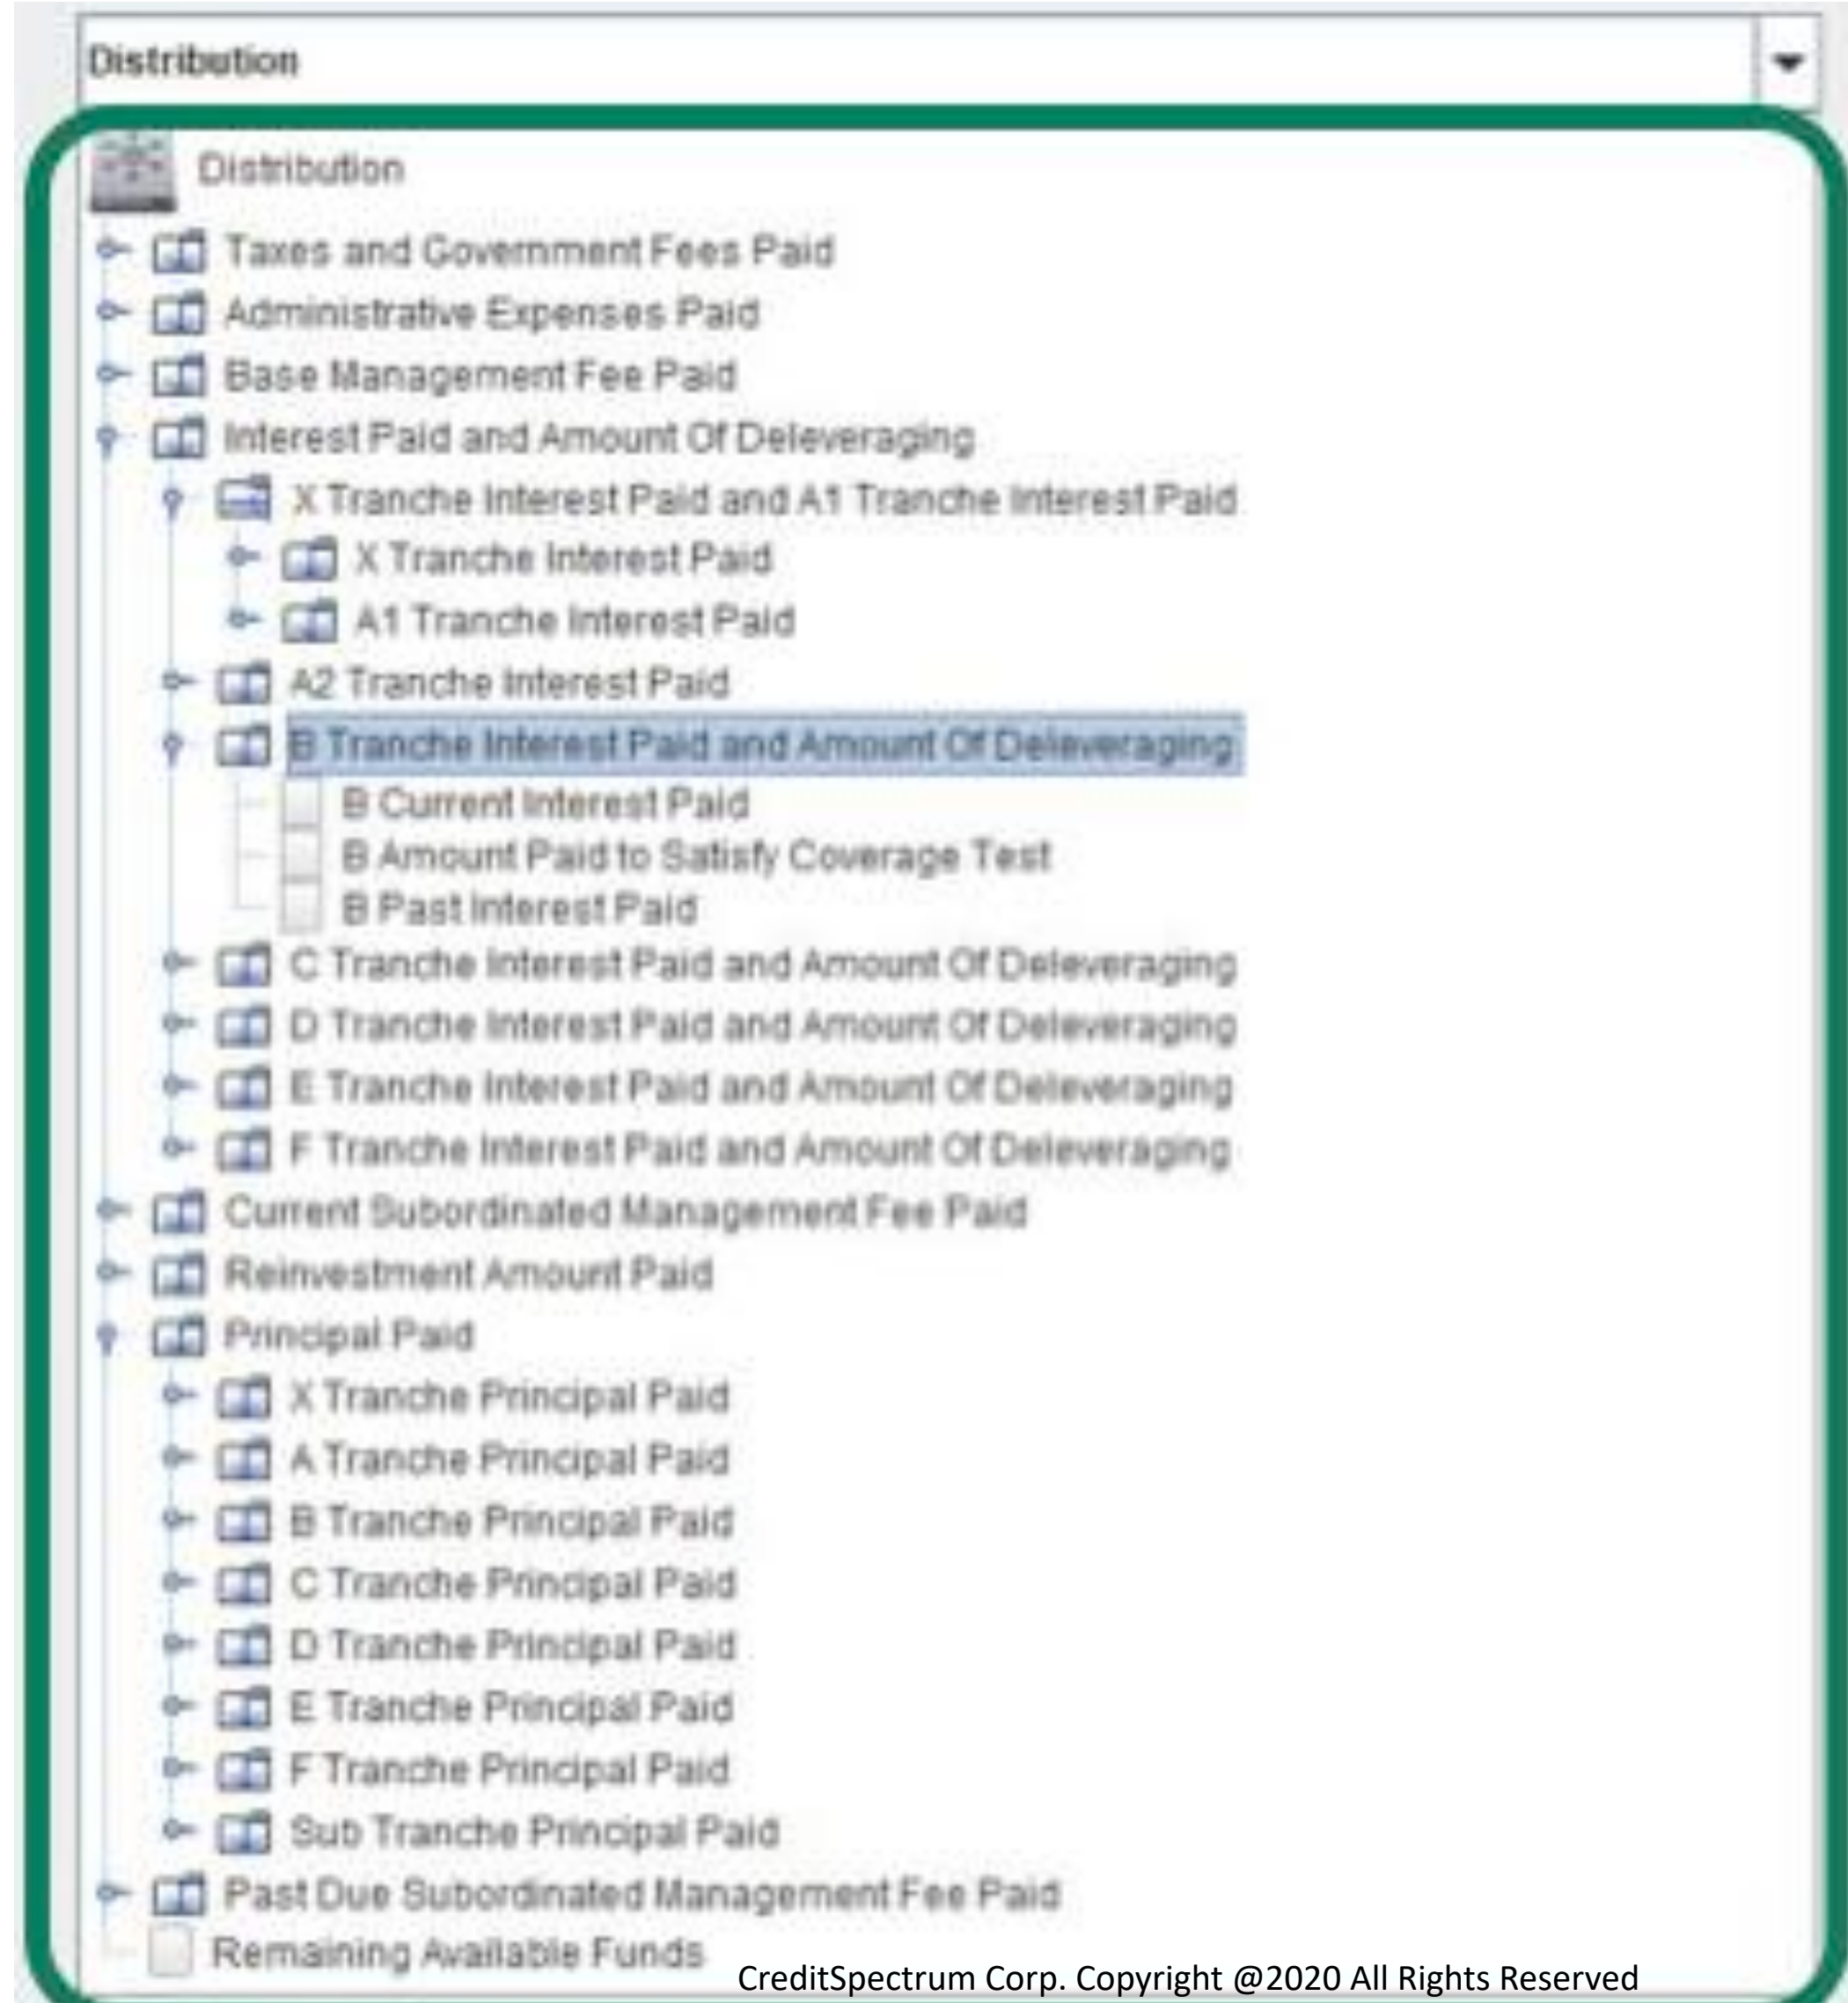 Distribution
Distribution
Taxes and Government Fees Paid
Administrative Expenses Paid
Base Management Fee Paid
Interest Paid and Amount Of Deleveraging
X Tranche Interest Paid and A1 Tranche Interest Paid
X Tranche Interest Paid
A1 Tranche Interest Paid
A2 Tranche Interest Paid
B Tranche Interest Paid and Amount Of Deleveraging
B Current Interest Paid
B Amount Paid to Satisfy Coverage Test
B Past Interest Paid
C Tranche Interest Paid and Amount Of Deleveraging
D Tranche Interest Paid and Amount Of Deleveraging
E Tranche Interest Paid and Amount Of Deleveraging
F Tranche Interest Paid and Amount Of Deleveraging
Current Subordinated Management Fee Paid
Reinvestment Amount Paid
Principal Paid
X Tranche Principal Paid
A Tranche Principal Paid
B Tranche Principal Paid
C Tranche Principal Paid
D Tranche Principal Paid
E Tranche Principal Paid
F Tranche Principal Paid
Sub Tranche Principal Paid
Past Due Subordinated Management Fee Paid
Remaining Available Funds
CreditSpectrum Corp. Copyright @2020 All Rights Reserved